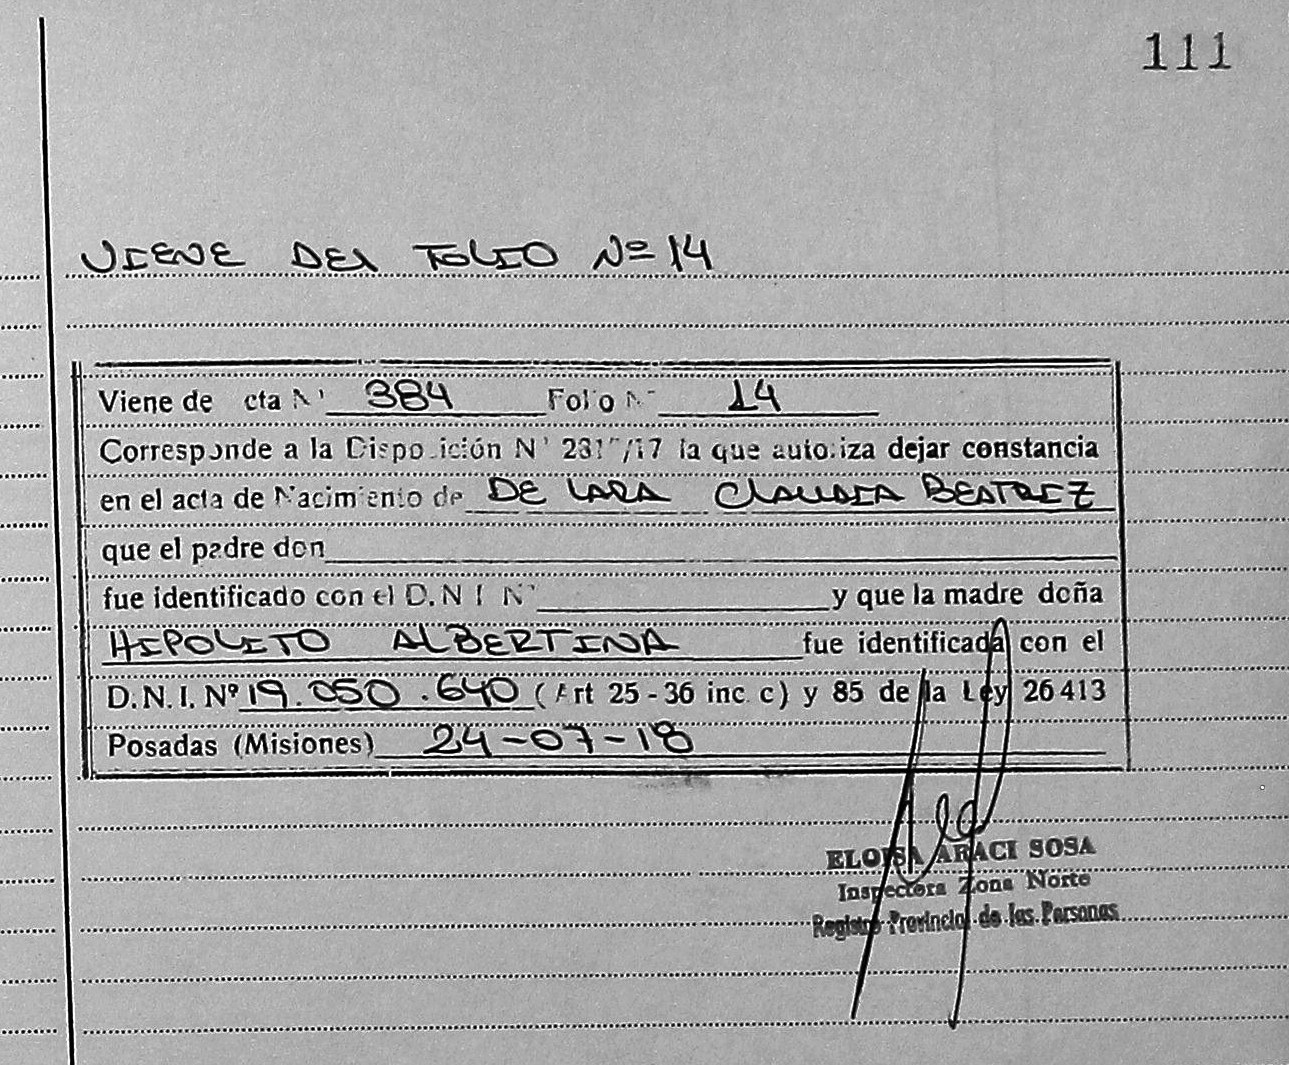 111
VIENE DEL FOLIO Nº 14
Viene de cta N° 384 Folio N° 14
Corresponde a la Disposición N° /17 la que autoriza dejar constancia
en el acta de Nacimiento de DE LARA CLAUDIA BEATRIZ
que el padre don
fue identificado con el D.N.I N° y que la madre doña
HIPOLITO ALBERTINA fue identificada con el
D.N.I. Nº 19.050.640 (Art 25-36 inc. c) y 85 de la Ley 26413
Posadas (Misiones) 24-07-18
ELOISA ARACI SOSA
Inspectora Zona Norte
Registro Provincial de las Personas